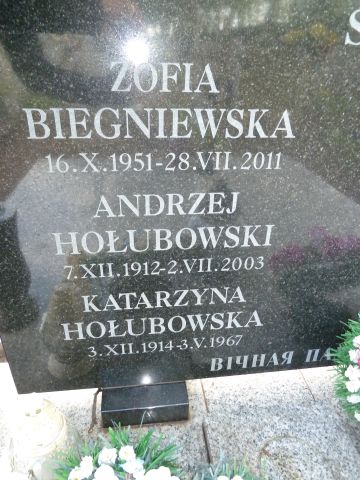 S
ZOFIA
BIEGNIEWSKA
16.X.1951-28.VII.2011
ANDRZEJ
HOŁUBOWSKI
7.XII.1912-2.VII.2003
KATARZYNA
HOŁUBOWSKA
3.XII.1914-3.V.1967
ВІЧНАЯ ПА